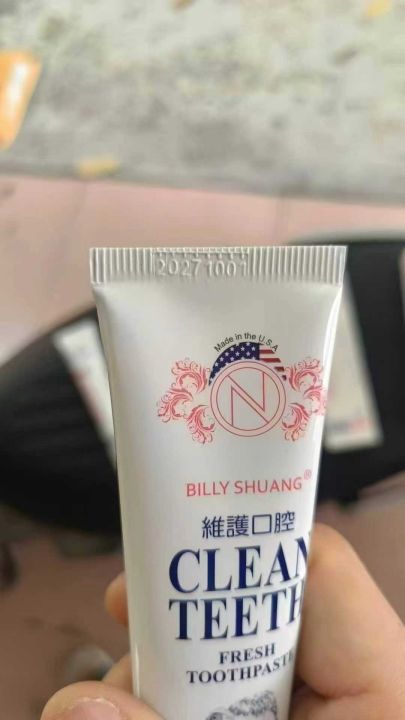 20271001
Made in the U.S.A
N
BILLY SHUANG®
維護口腔
CLEAN
TEETH
FRESH
TOOTHPASTE